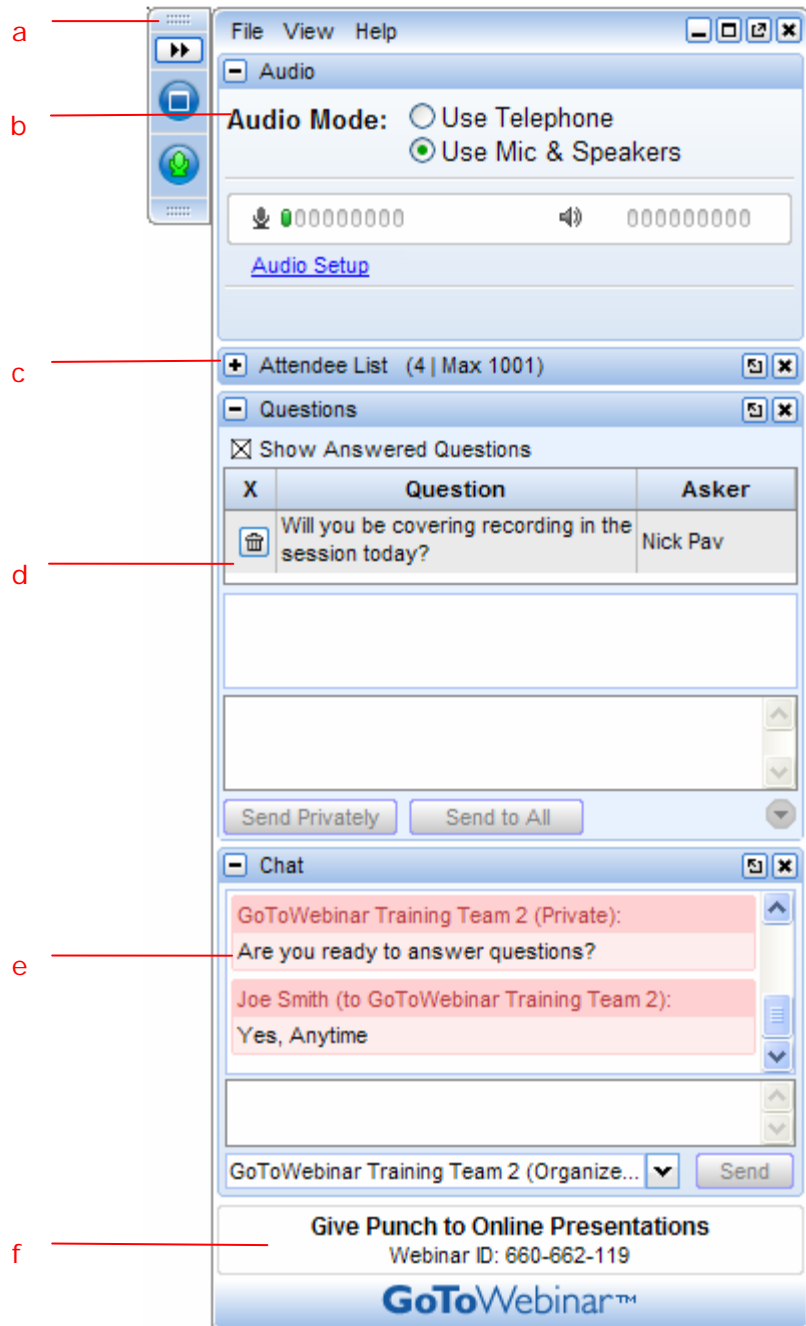 a
File View Help
Audio
b
Audio Mode:
Use Telephone
Use Mic & Speakers
Audio Setup
c
Attendee List (4 | Max 1001)
Questions
Show Answered Questions
X Question Asker
Will you be covering recording in the
session today?
Nick Pav
d
Send Privately Send to All
Chat
GoToWebinar Training Team 2 (Private):
e
Are you ready to answer questions?
Joe Smith (to GoToWebinar Training Team 2):
Yes, Anytime
GoToWebinar Training Team 2 (Organize... Send
Give Punch to Online Presentations
f
Webinar ID: 660-662-119
GoToWebinar™